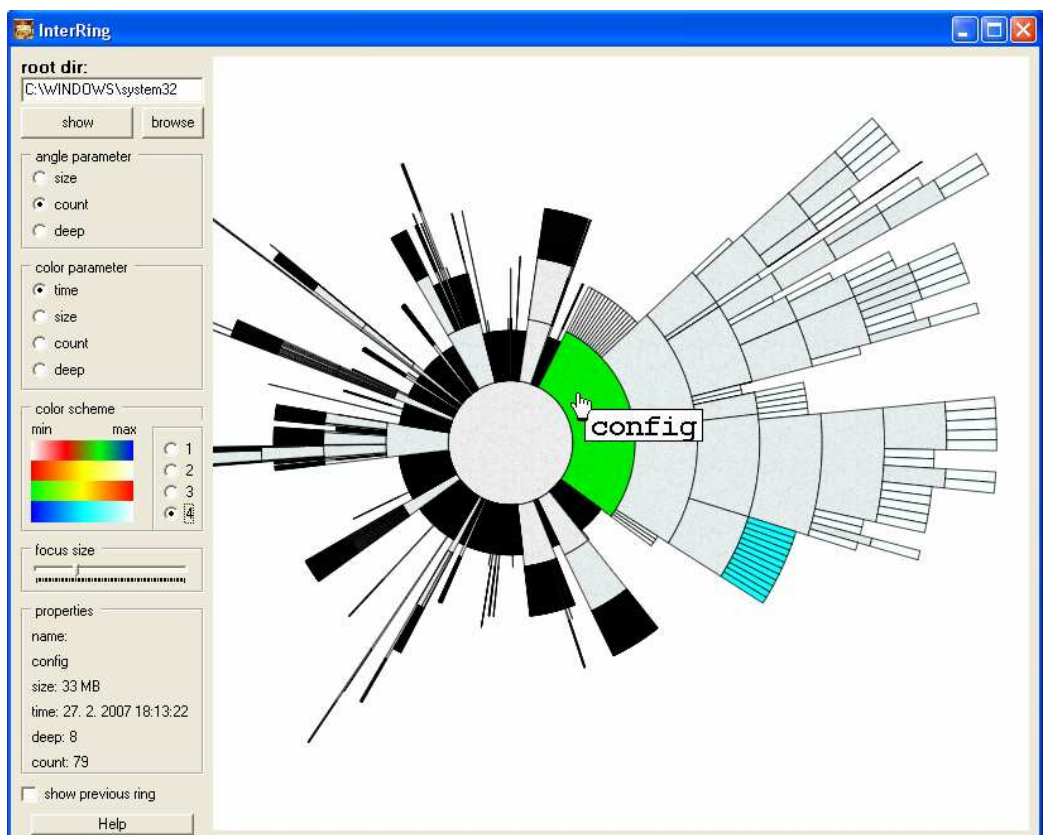 InterRing
root dir:
C:\WINDOWS\system32
show browse
angle parameter
size
count
deep
color parameter
time
size
count
deep
color scheme
min max
1
2
3
4
focus size
properties
name:
config
size: 33 MB
time: 27. 2. 2007 18:13:22
deep: 8
count: 79
show previous ring
Help
config